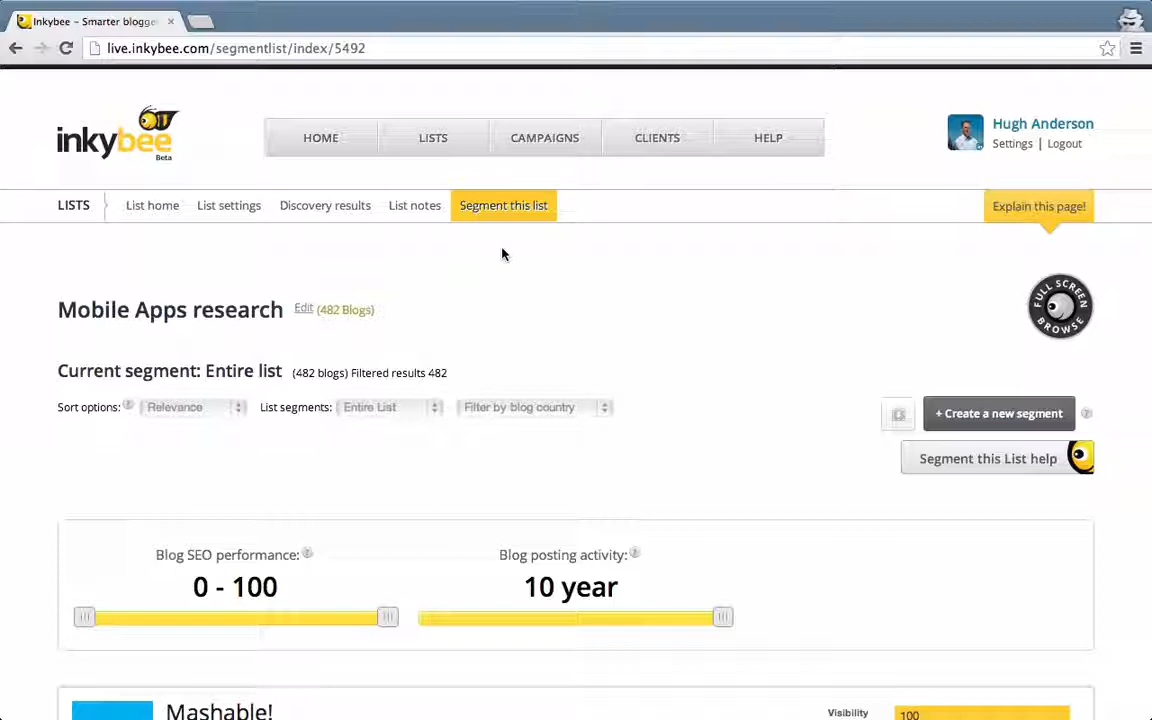 Inkybee – Smarter blogge
live.inkybee.com/segmentlist/index/5492
inkybee
Beta
HOME LISTS CAMPAIGNS CLIENTS HELP
Hugh Anderson
Settings | Logout
LISTS List home List settings Discovery results List notes Segment this list Explain this page!
FULL SCREEN BROWSE
Mobile Apps research Edit (482 Blogs)
Current segment: Entire list (482 blogs) Filtered results 482
Sort options: ? Relevance List segments: Entire List Filter by blog country
+ Create a new segment ?
Segment this List help
Blog SEO performance: ? Blog posting activity: ?
0 - 100 10 year
Mashable! Visibility 100